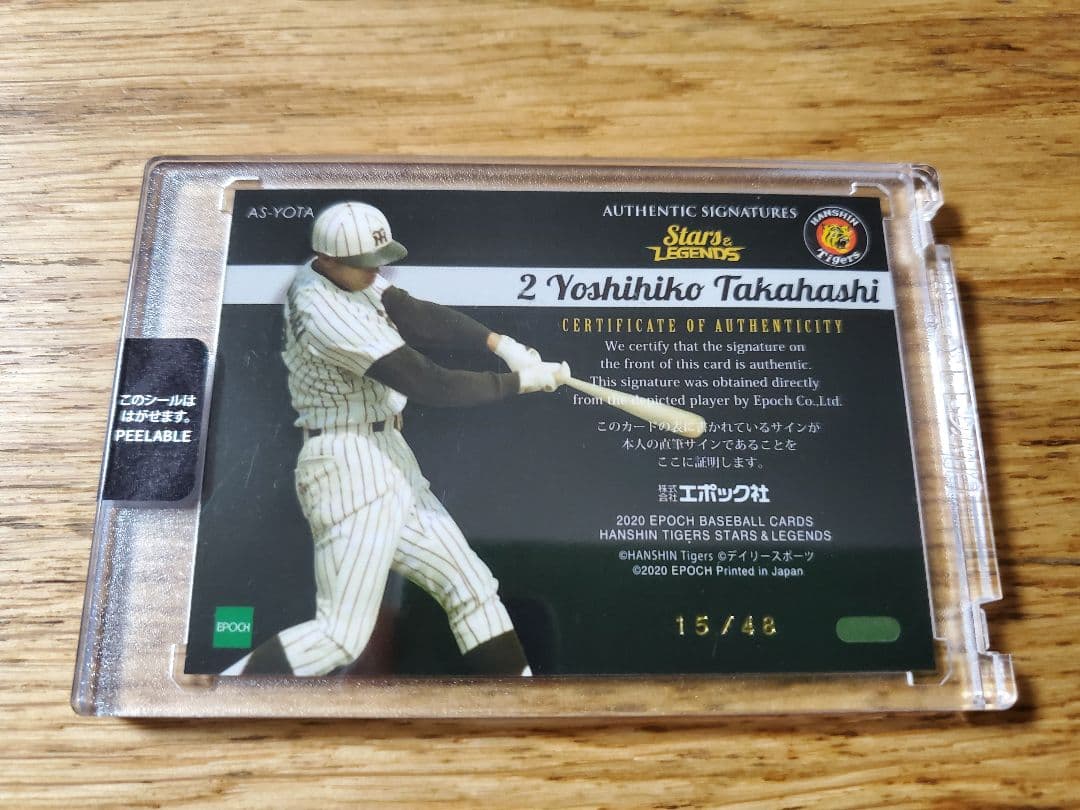 AS-YOTA
AUTHENTIC SIGNATURES
HANSHIN
Tigers
Stars &
LEGENDS
2 Yoshihiko Takahashi
CERTIFICATE OF AUTHENTICITY
We certify that the signature on
the front of this card is authentic.
This signature was obtained directly
from the depicted player by Epoch Co.,Ltd.
このカードの表に書かれているサインが
本人の直筆サインであることを
ここに証明します。
株式会社 エポック社
2020 EPOCH BASEBALL CARDS
HANSHIN TIGERS STARS & LEGENDS
©HANSHIN Tigers ©デイリースポーツ
©2020 EPOCH Printed in Japan
15/48
EPOCH
このシールは
はがせます。
PEELABLE